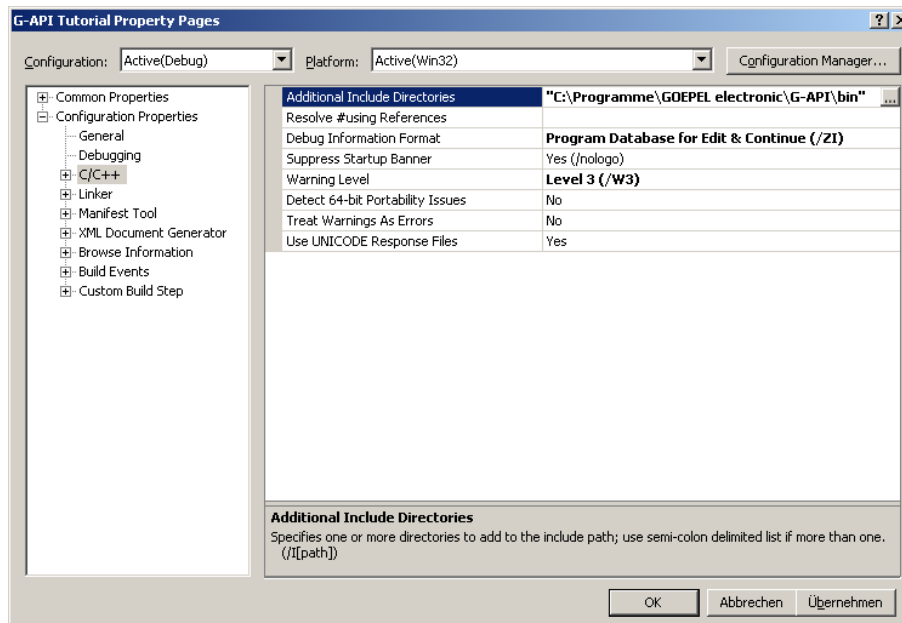 G-API Tutorial Property Pages
Configuration: Active(Debug) Platform: Active(Win32) Configuration Manager...
Common Properties
Configuration Properties
General
Debugging
C/C++
Linker
Manifest Tool
XML Document Generator
Browse Information
Build Events
Custom Build Step
Additional Include Directories "C:\Programme\GOEPEL electronic\G-API\bin" ...
Resolve #using References
Debug Information Format Program Database for Edit & Continue (/ZI)
Suppress Startup Banner Yes (/nologo)
Warning Level Level 3 (/W3)
Detect 64-bit Portability Issues No
Treat Warnings As Errors No
Use UNICODE Response Files Yes
Additional Include Directories
Specifies one or more directories to add to the include path; use semi-colon delimited list if more than one.
(/I[path])
OK Abbrechen Übernehmen